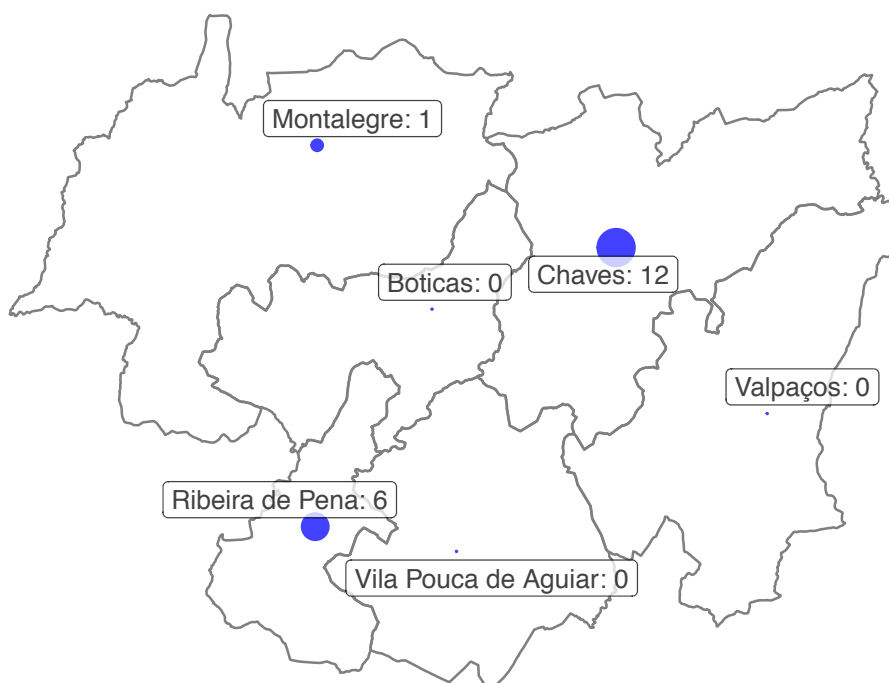 Montalegre: 1
Boticas: 0
Chaves: 12
Valpaços: 0
Ribeira de Pena: 6
Vila Pouca de Aguiar: 0